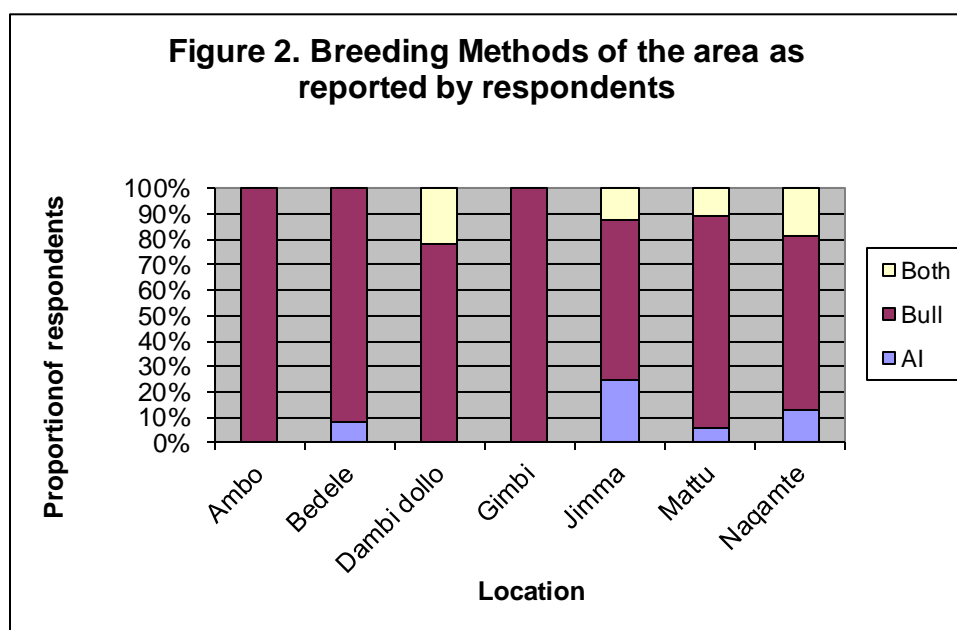 Figure 2. Breeding Methods of the area as
reported by respondents
Proportionof respondents
100%
90%
80%
70%
60%
50%
40%
30%
20%
10%
0%
Ambo
Bedele
Dambi dollo
Gimbi
Jimma
Mattu
Naqamte
Location
Both
Bull
AI